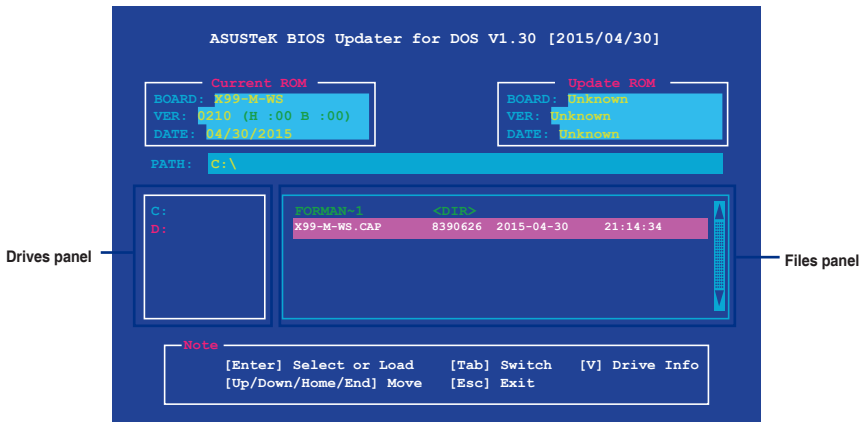 ASUSTeK BIOS Updater for DOS V1.30 [2015/04/30]
Current ROM
BOARD: X99-M-WS
VER: 0210 (H :00 B :00)
DATE: 04/30/2015
Update ROM
BOARD: Unknown
VER: Unknown
DATE: Unknown
PATH: C:\
Drives panel
C:
D:
FORMAN~1 <DIR>
X99-M-WS.CAP 8390626 2015-04-30 21:14:34
Files panel
Note
[Enter] Select or Load [Tab] Switch [V] Drive Info
[Up/Down/Home/End] Move [Esc] Exit